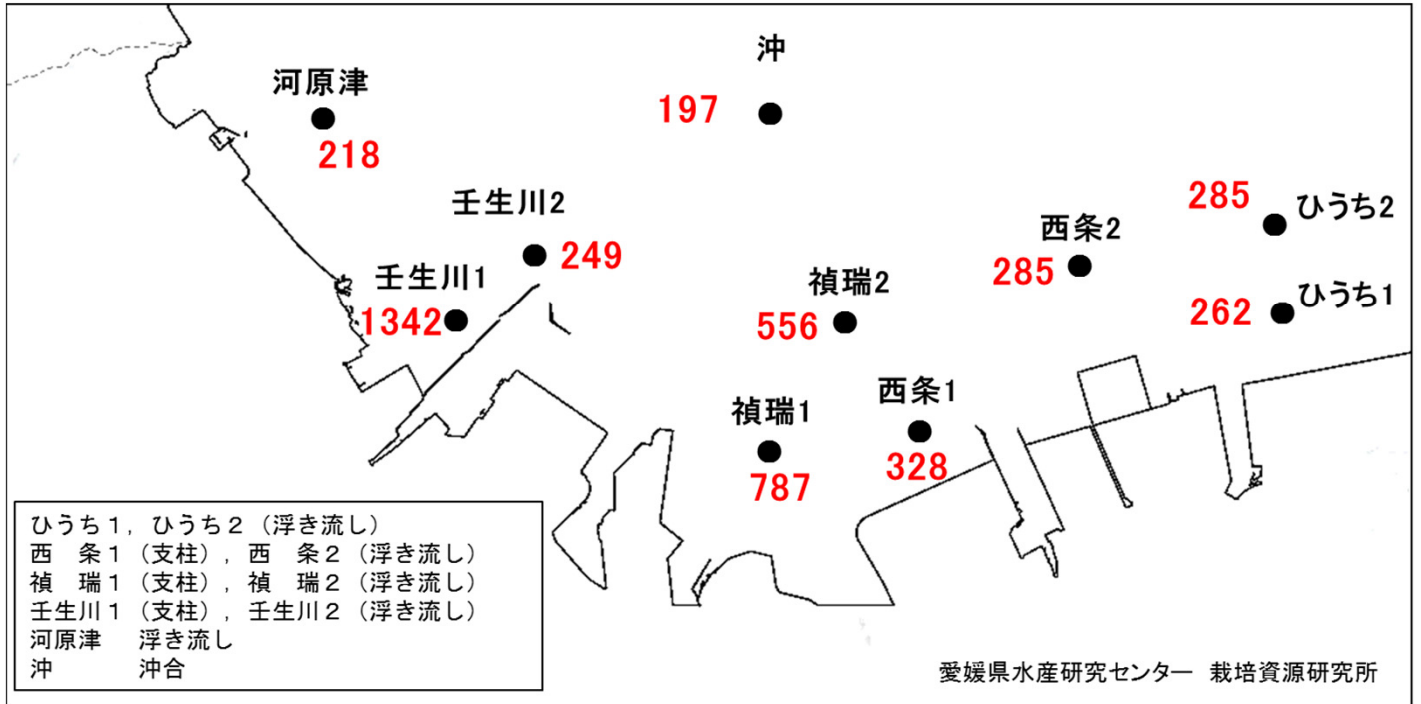 沖
河原津
197
218
285
ひうち2
壬生川2
西条2
249
285
壬生川1
禎瑞2
262
ひうち1
1342
556
西条1
禎瑞1
328
787
ひうち1，ひうち2（浮き流し）
西　条1（支柱），西　条2（浮き流し）
禎　瑞1（支柱），禎　瑞2（浮き流し）
壬生川1（支柱），壬生川2（浮き流し）
河原津　　浮き流し
沖　　　　沖合
愛媛県水産研究センター　栽培資源研究所